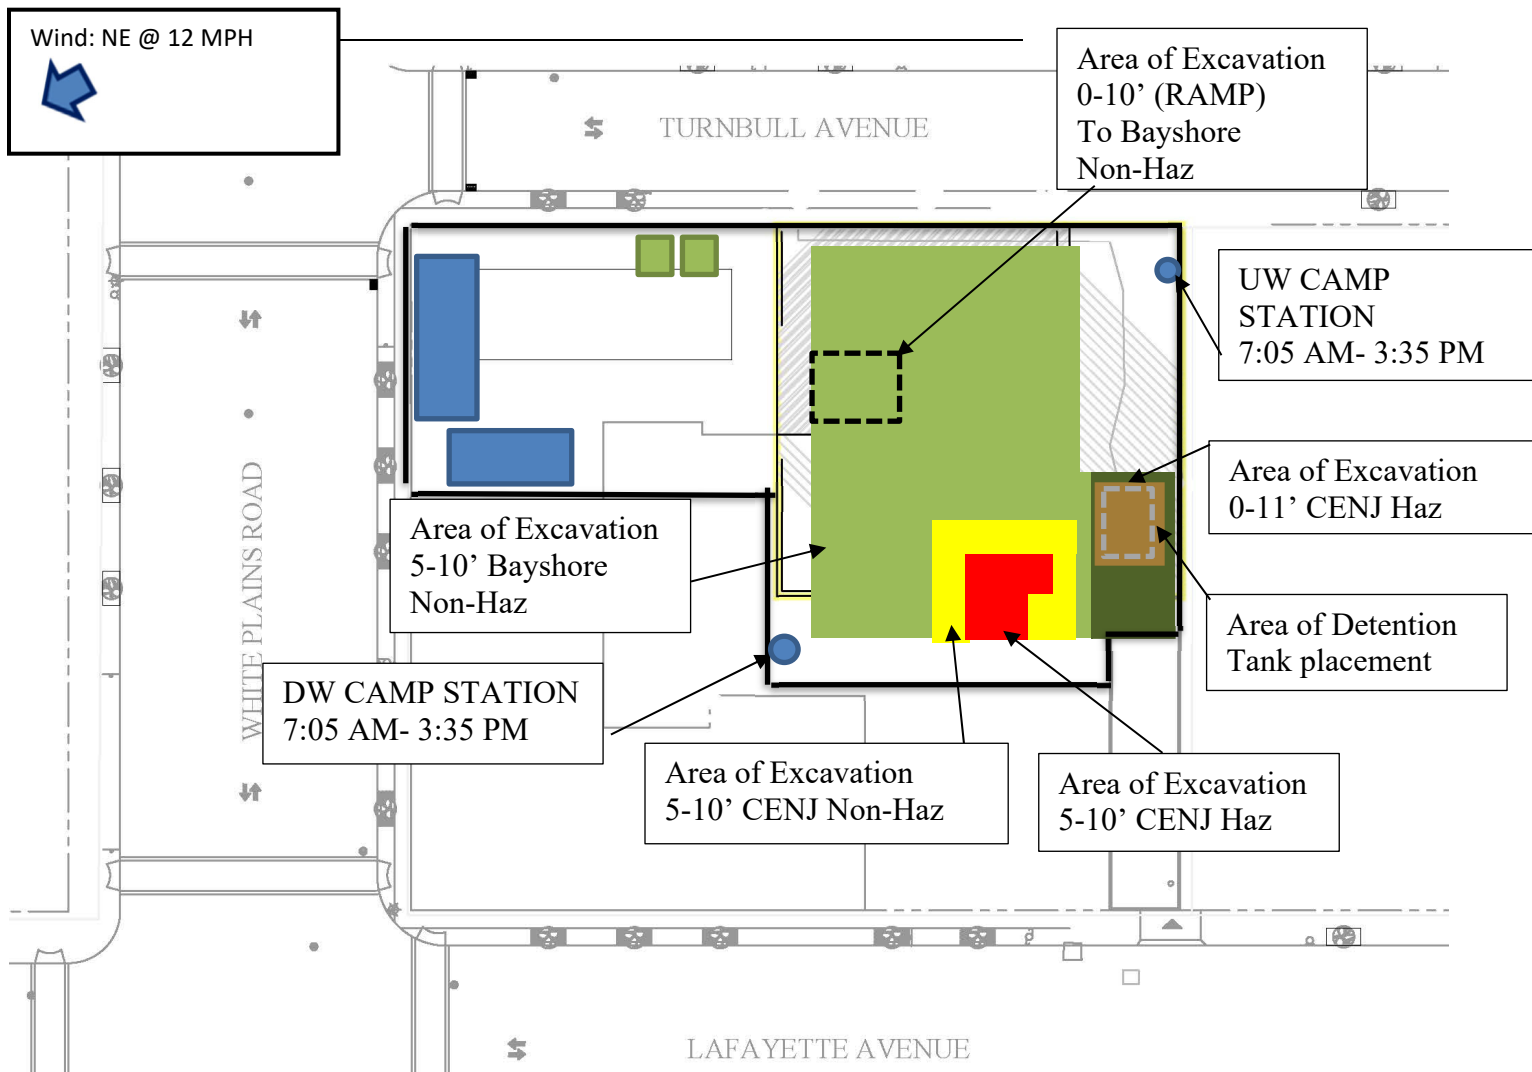 Wind: NE @ 12 MPH
Area of Excavation
0-10’ (RAMP)
To Bayshore
Non-Haz
TURNBULL AVENUE
UW CAMP
STATION
7:05 AM- 3:35 PM
Area of Excavation
0-11’ CENJ Haz
Area of Excavation
5-10’ Bayshore
Non-Haz
WHITE PLAINS ROAD
Area of Detention
Tank placement
DW CAMP STATION
7:05 AM- 3:35 PM
Area of Excavation
5-10’ CENJ Non-Haz
Area of Excavation
5-10’ CENJ Haz
LAFAYETTE AVENUE